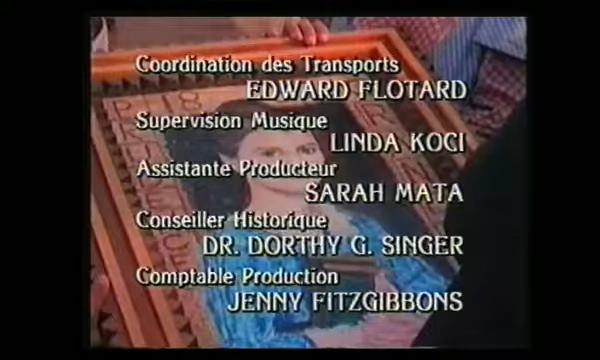 Coordination des Transports
EDWARD FLOTARD
Supervision Musique
LINDA KOCI
Assistante Producteur
SARAH MATA
Conseiller Historique
DR. DORTHY G. SINGER
Comptable Production
JENNY FITZGIBBONS